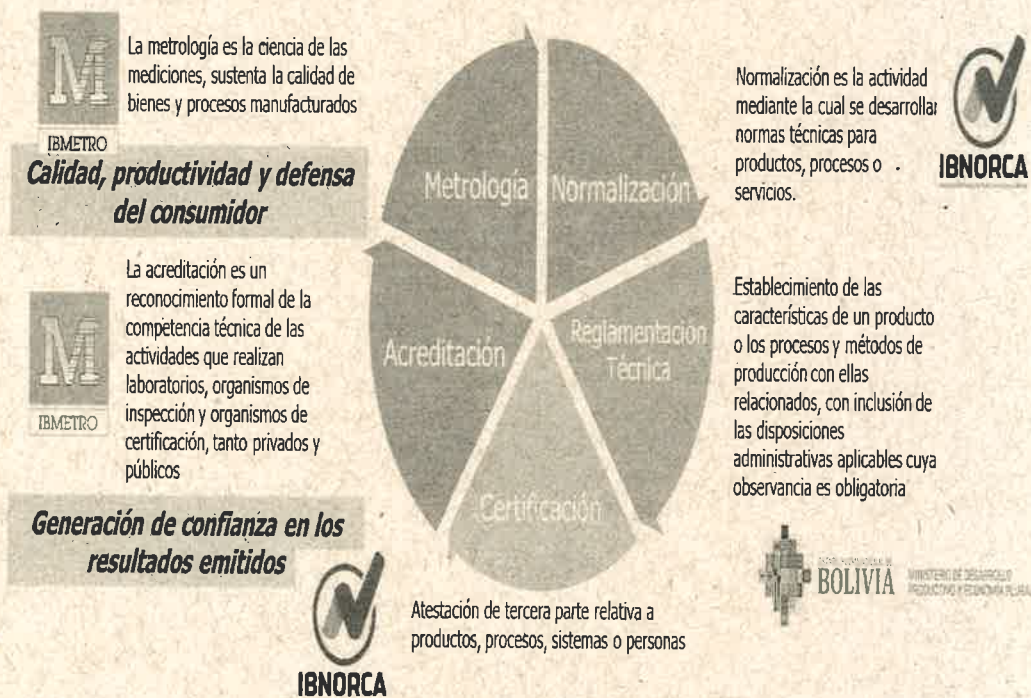 M
IBMETRO
La metrología es la ciencia de las
mediciones, sustenta la calidad de
bienes y procesos manufacturados
Calidad, productividad y defensa
del consumidor
M
IBMETRO
La acreditación es un
reconocimiento formal de la
competencia técnica de las
actividades que realizan
laboratorios, organismos de
inspección y organismos de
certificación, tanto privados y
públicos
Generación de confianza en los
resultados emitidos
Metrología
Normalización
Acreditación
Reglamentación
Técnica
Certificación
Normalización es la actividad
mediante la cual se desarrollan
normas técnicas para
productos, procesos o
servicios.
IBNORCA
Establecimiento de las
características de un producto
o los procesos y métodos de
producción con ellas
relacionados, con inclusión de
las disposiciones
administrativas aplicables cuya
observancia es obligatoria
BOLIVIA
MINISTERIO DE DESARROLLO
PRODUCTIVO Y ECONOMÍA PLURAL
IBNORCA
Atestación de tercera parte relativa a
productos, procesos, sistemas o personas